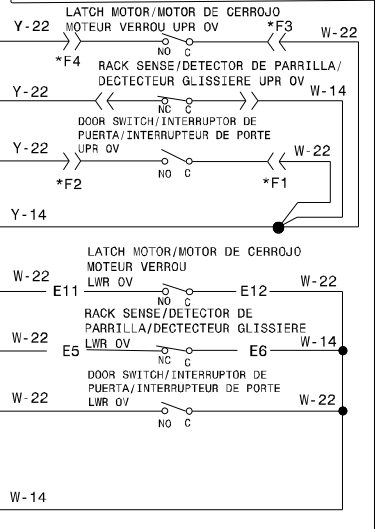 LATCH MOTOR/MOTOR DE CERROJO
Y-22 MOTEUR VERROU UPR OV *F3 W-22
*F4 NO C
RACK SENSE/DETECTOR DE PARRILLA/
DECTECTEUR GLISSIERE UPR OV
Y-22 W-14
NC C
DOOR SWITCH/INTERRUPTOR DE
PUERTA/INTERRUPTEUR DE PORTE
Y-22 UPR OV W-22
*F2 NO C *F1
Y-14
LATCH MOTOR/MOTOR DE CERROJO
MOTEUR VERROU
W-22 LWR OV W-22
E11 E12
NO C
RACK SENSE/DETECTOR DE
PARRILLA/DECTECTEUR GLISSIERE
W-22 LWR OV W-14
E5 E6
NC C
DOOR SWITCH/INTERRUPTOR DE
PUERTA/INTERRUPTEUR DE PORTE
W-22 LWR OV W-22
NO C
W-14